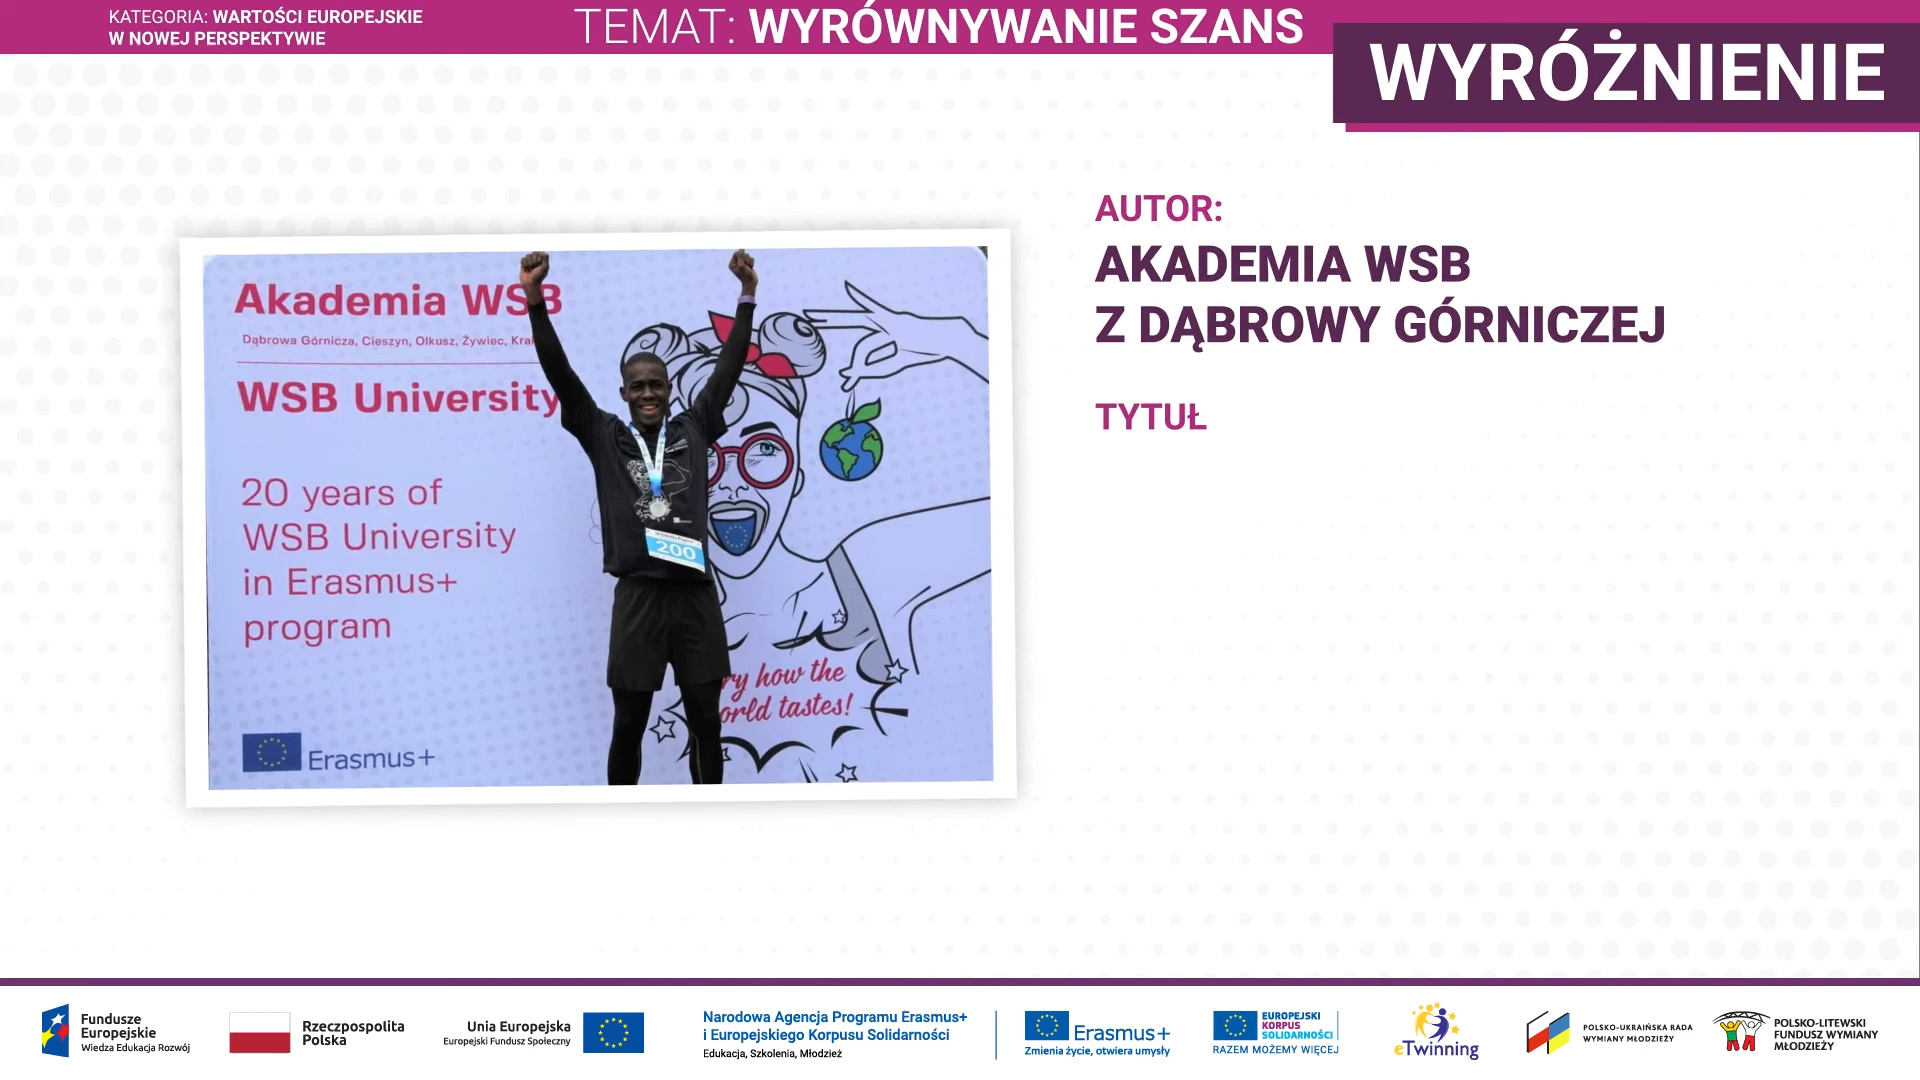 KATEGORIA: WARTOŚCI EUROPEJSKIE
W NOWEJ PERSPEKTYWIE
TEMAT: WYRÓWNYWANIE SZANS
WYRÓŻNIENIE
AUTOR:
AKADEMIA WSB
Z DĄBROWY GÓRNICZEJ
TYTUŁ
Akademia WSB
Dąbrowa Górnicza, Cieszyn, Olkusz, Żywiec,
WSB University
20 years of
WSB University
in Erasmus+
program
200
how the
tastes!
Erasmus+
Fundusze
Europejskie
Wiedza Edukacja Rozwój
Rzeczpospolita
Polska
Unia Europejska
Europejski Fundusz Społeczny
Narodowa Agencja Programu Erasmus+
i Europejskiego Korpusu Solidarności
Edukacja, Szkolenia, Młodzież
Erasmus+
Zmienia życie, otwiera umysły
EUROPEJSKI
KORPUS
SOLIDARNOŚCI
RAZEM MOŻEMY WIĘCEJ
eTwinning
POLSKO-UKRAIŃSKA RADA
WYMIANY MŁODZIEŻY
POLSKO-LITEWSKI
FUNDUSZ WYMIANY
MŁODZIEŻY